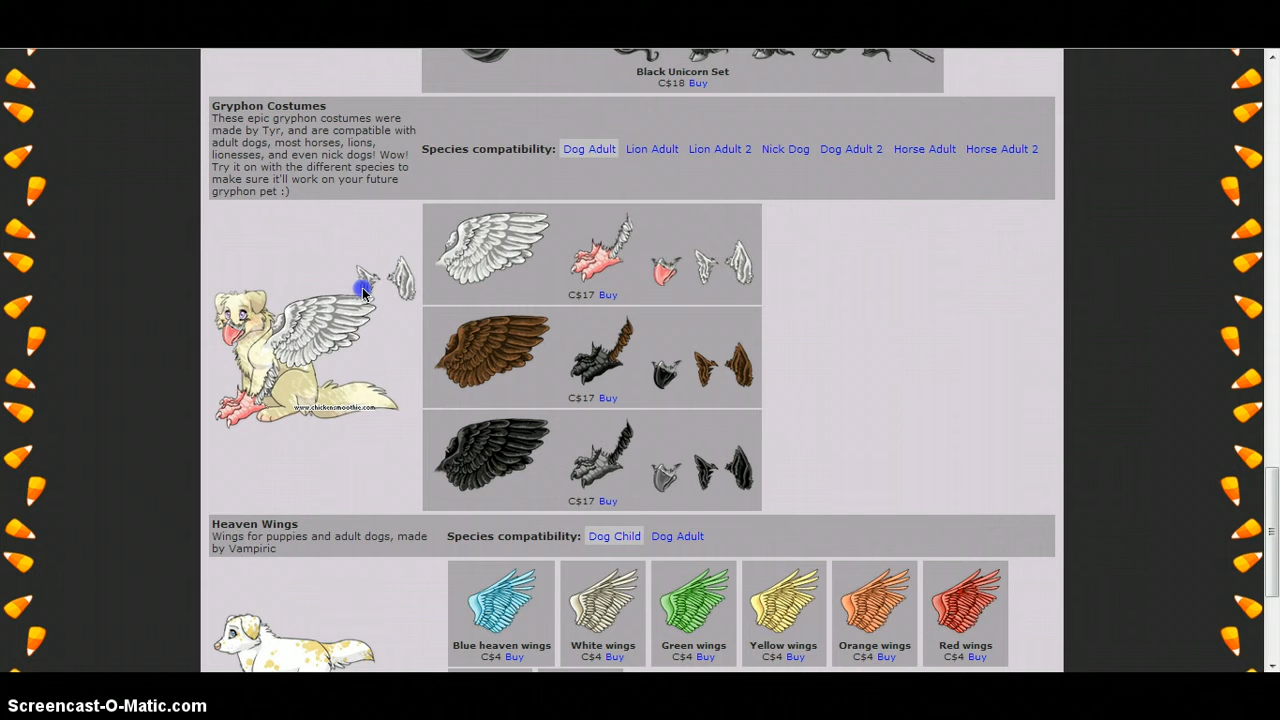 Black Unicorn Set
C$18 Buy
Gryphon Costumes
These epic gryphon costumes were
made by Tyr, and are compatible with
adult dogs, most horses, lions,
lionesses, and even nick dogs! Wow!
Try it on with the different species to
make sure it'll work on your future
gryphon pet :)
Species compatibility: Dog Adult Lion Adult Lion Adult 2 Nick Dog Dog Adult 2 Horse Adult Horse Adult 2
C$17 Buy
C$17 Buy
www.chickensmoothie.com
C$17 Buy
Heaven Wings
Wings for puppies and adult dogs, made
by Vampiric
Species compatibility: Dog Child Dog Adult
Blue heaven wings
C$4 Buy
White wings
C$4 Buy
Green wings
C$4 Buy
Yellow wings
C$4 Buy
Orange wings
C$4 Buy
Red wings
C$4 Buy
Screencast-O-Matic.com